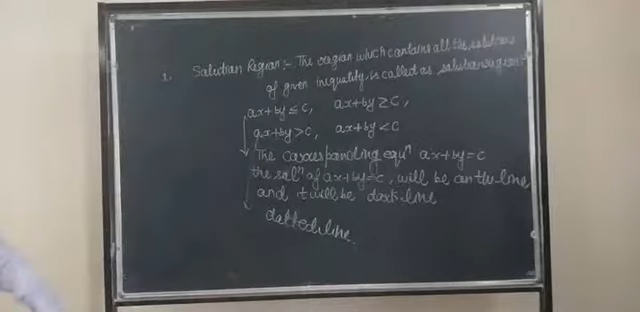 1. Solution Region :- The region which contains all the solutions
of given inequality is called as solution region
ax+by ≤ c, ax+by ≥ c,
ax+by > c, ax+by < c
The corresponding equⁿ ax+by=c
the solⁿ of ax+by=c, will be on the line
and it will be dark line
dotted line